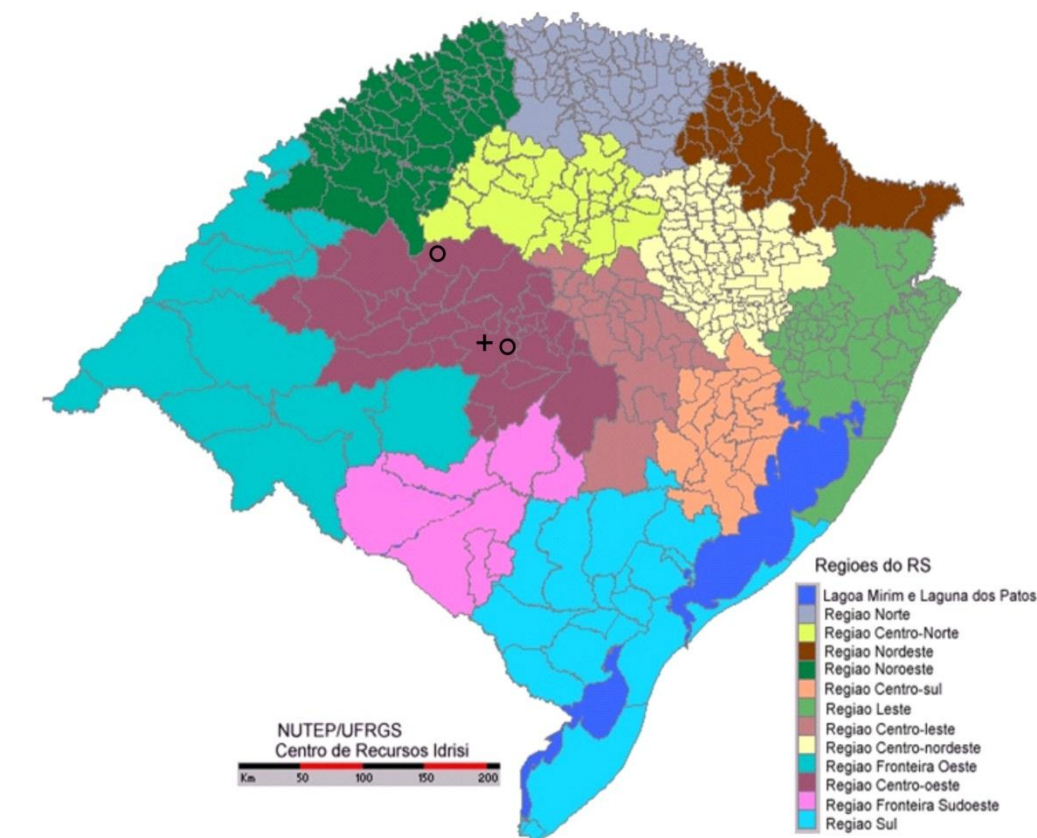 Regioes do RS
Lagoa Mirim e Laguna dos Patos
Regiao Norte
Regiao Centro-Norte
Regiao Nordeste
Regiao Noroeste
Regiao Centro-sul
Regiao Leste
Regiao Centro-leste
Regiao Centro-nordeste
Regiao Fronteira Oeste
Regiao Centro-oeste
Regiao Fronteira Sudoeste
Regiao Sul
NUTEP/UFRGS
Centro de Recursos Idrisi
Km 50 100 150 200